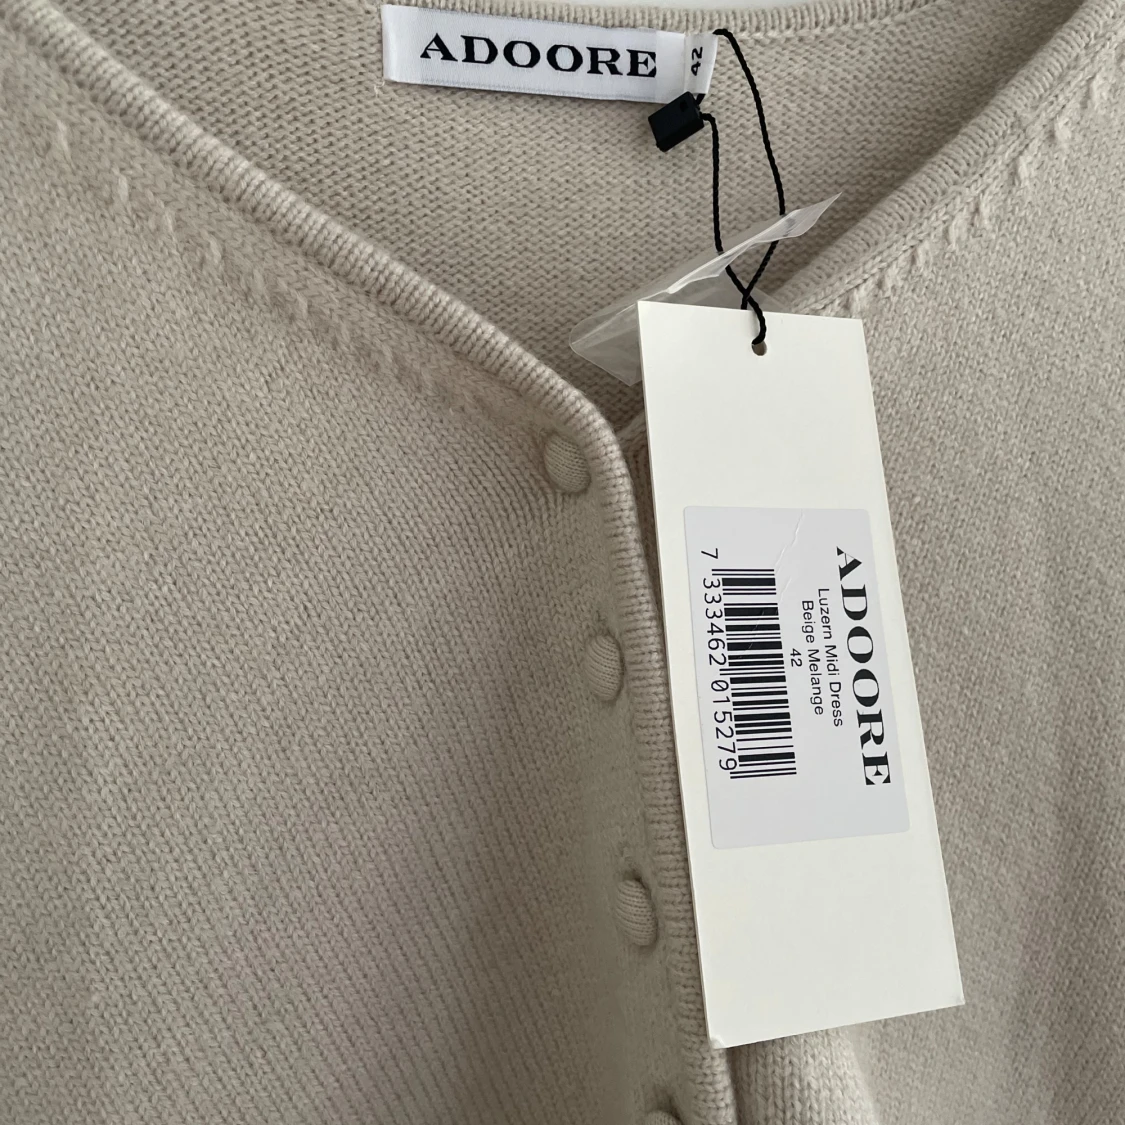 ADOORE
42
ADOORE
Luzern Midi Dress
Beige Melange
42
7 333462 015279